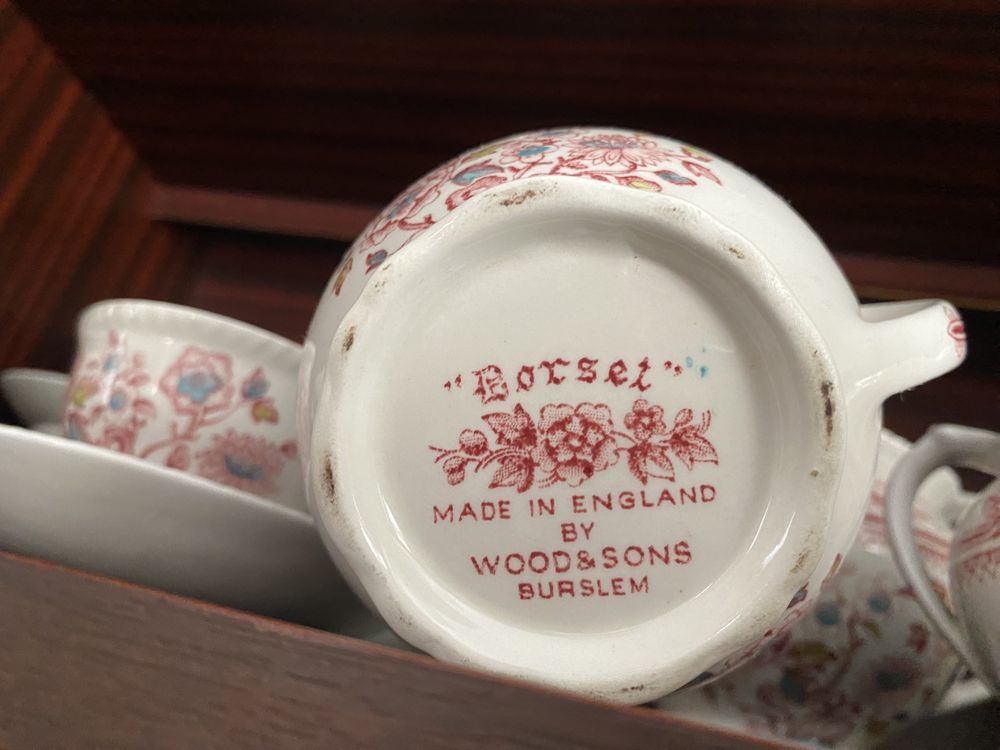 "Dorset"
MADE IN ENGLAND
BY
WOOD&SONS
BURSLEM